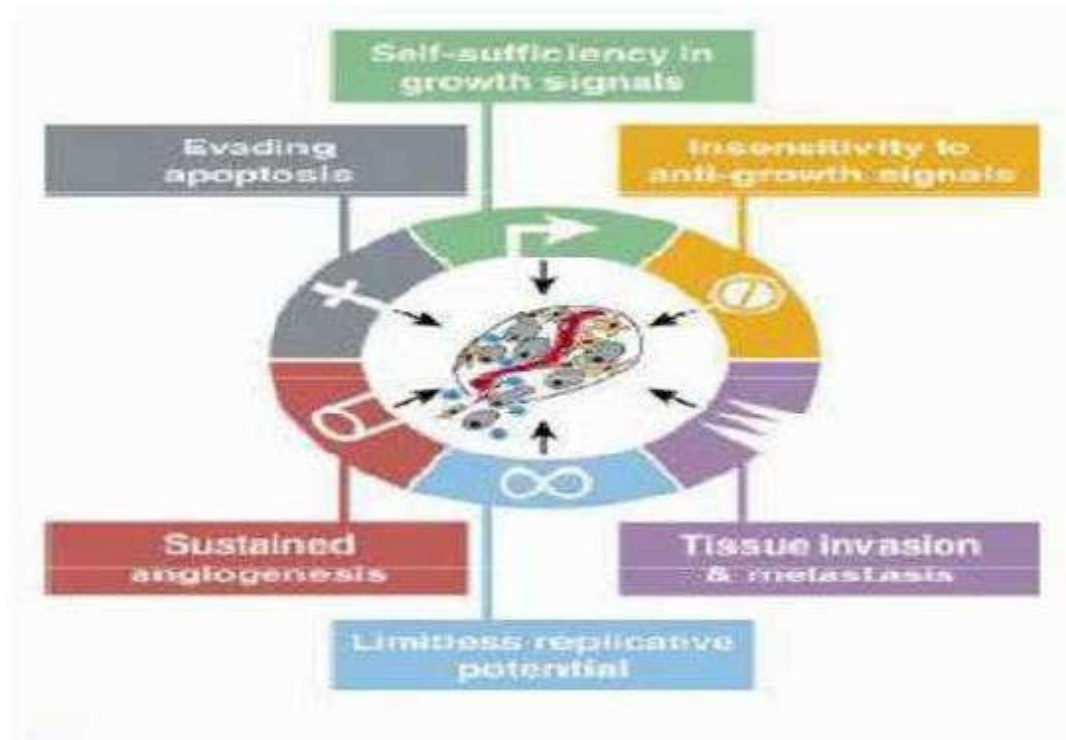 Self-sufficiency in
growth signals
Evading
apoptosis
Insensitivity to
anti-growth signals
Sustained
angiogenesis
Tissue invasion
& metastasis
Limitless replicative
potential